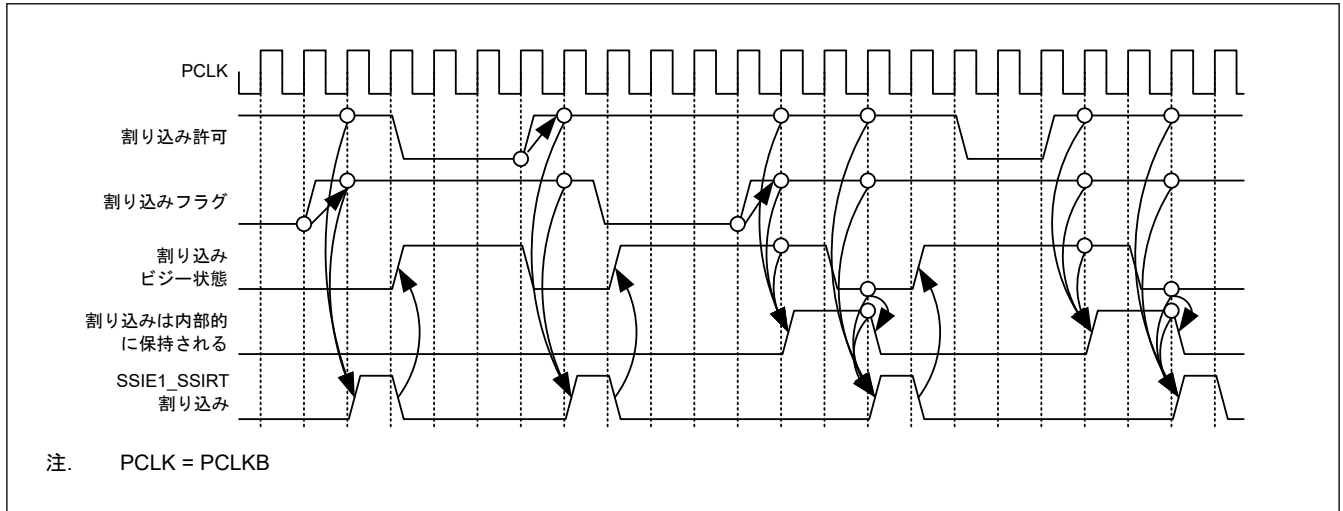 PCLK
割り込み許可
割り込みフラグ
割り込み
ビジー状態
割り込みは内部的
に保持される
SSIE1_SSIRT
割り込み
注. PCLK = PCLKB